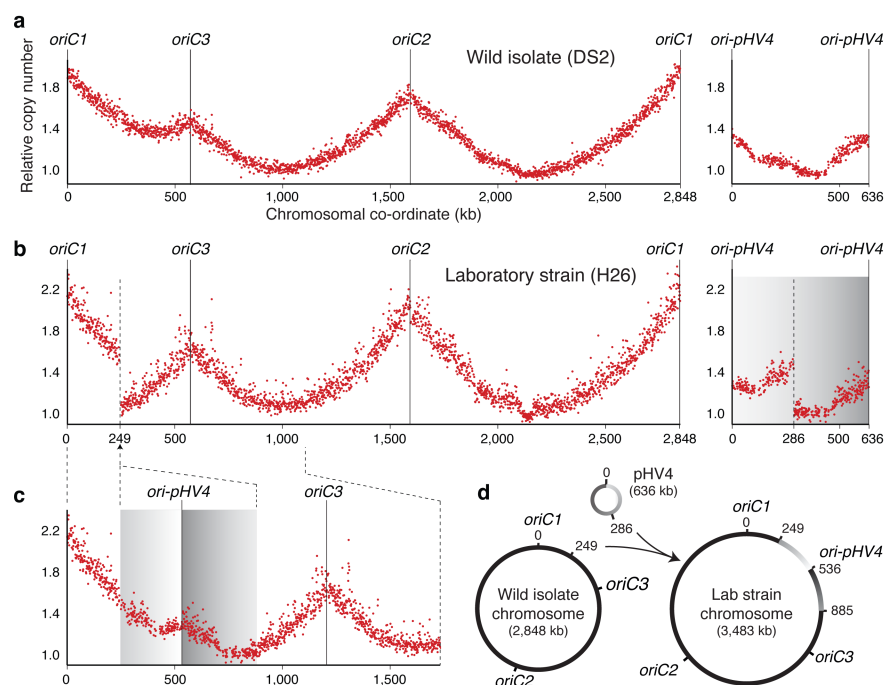 a
oriC1 oriC3 oriC2 oriC1 ori-pHV4 ori-pHV4
Wild isolate (DS2)
Relative copy number
1.8
1.4
1.0
0 500 1,000 1,500 2,000 2,500 2,848 0 500 636
Chromosomal co-ordinate (kb)
b
oriC1 oriC3 oriC2 oriC1 ori-pHV4 ori-pHV4
Laboratory strain (H26)
2.2 2.2
1.8 1.8
1.4 1.4
1.0 1.0
0 249 500 1,000 1,500 2,000 2,500 2,848 0 286 500 636
c
ori-pHV4 oriC3
2.2
1.8
1.4
1.0
0 500 1,000 1,500
d
0 pHV4
(636 kb)
286
oriC1
0
249
oriC3
Wild isolate
chromosome
(2,848 kb)
oriC2
oriC1
0
249
ori-pHV4
536
885
Lab strain
chromosome
(3,483 kb)
oriC3
oriC2